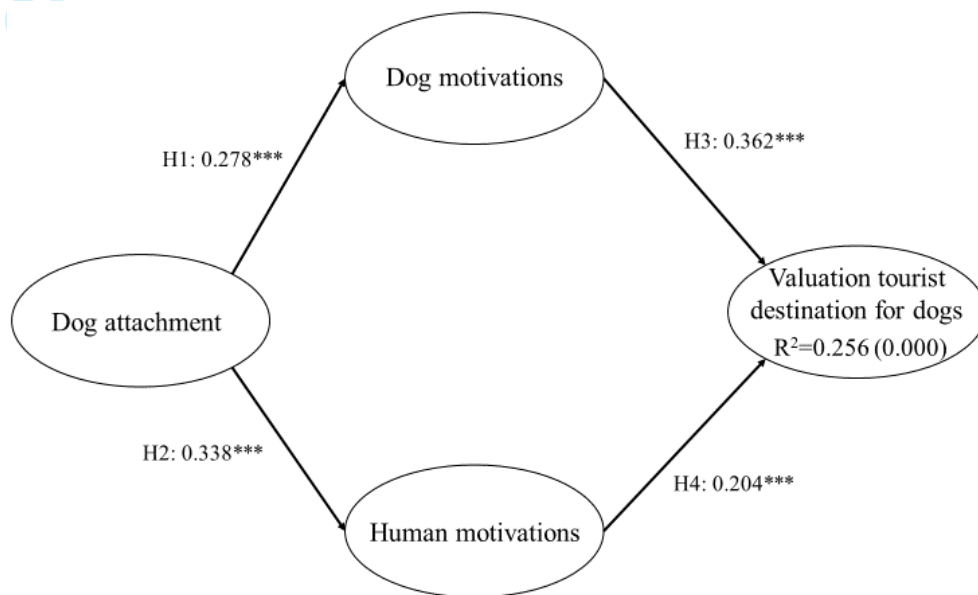 Dog motivations
H1: 0.278***
H3: 0.362***
Dog attachment
Valuation tourist
destination for dogs
R²=0.256 (0.000)
H2: 0.338***
H4: 0.204***
Human motivations